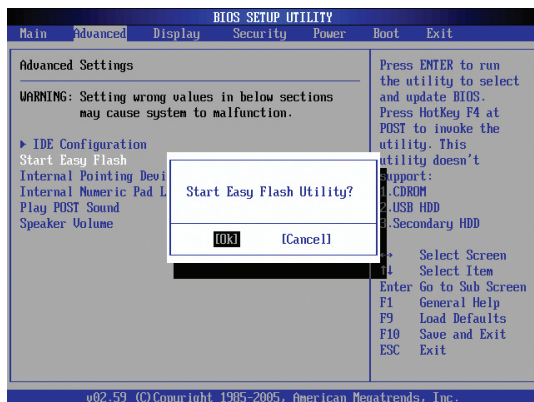 BIOS SETUP UTILITY
Main Advanced Display Security Power Boot Exit
Advanced Settings
WARNING: Setting wrong values in below sections
may cause system to malfunction.
▶ IDE Configuration
Start Easy Flash
Internal Pointing Devi
Internal Numeric Pad L
Play POST Sound
Speaker Volume
Start Easy Flash Utility?
[Ok] [Cancel]
Press ENTER to run
the utility to select
and update BIOS.
Press HotKey F4 at
POST to invoke the
utility. This
utility doesn't
support:
1.CDROM
2.USB HDD
3.Secondary HDD
↔ Select Screen
↑↓ Select Item
Enter Go to Sub Screen
F1 General Help
F9 Load Defaults
F10 Save and Exit
ESC Exit
v02.59 (C)Copyright 1985-2005, American Megatrends, Inc.